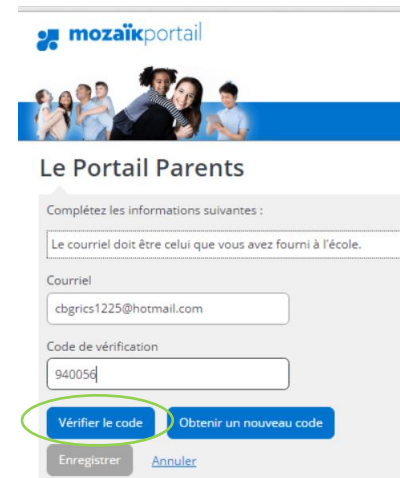 mozaïkportail
Le Portail Parents
Complétez les informations suivantes :
Le courriel doit être celui que vous avez fourni à l'école.
Courriel
cbgrics1225@hotmail.com
Code de vérification
940056
Vérifier le code Obtenir un nouveau code
Enregistrer Annuler